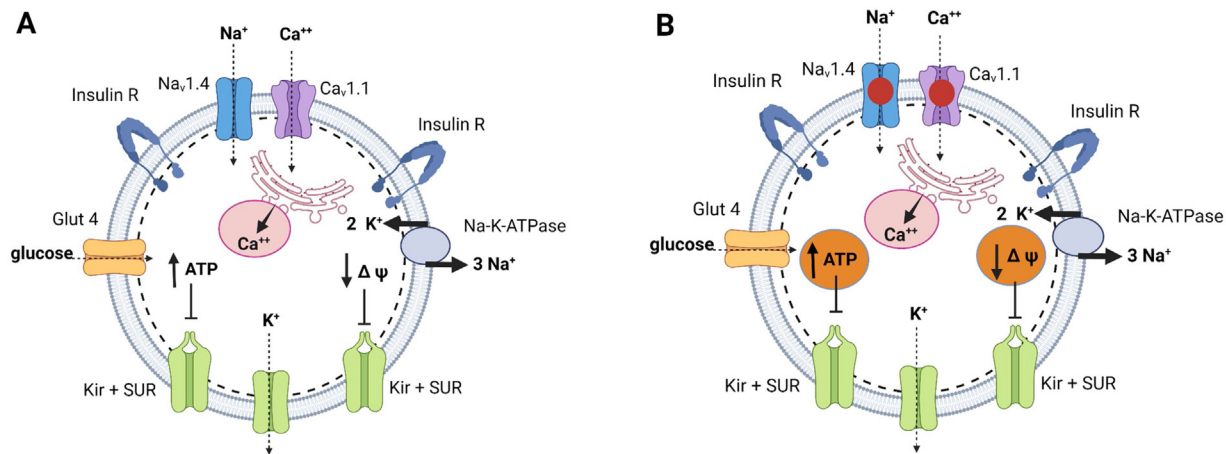 A
Na⁺
Ca⁺⁺
Naᵥ1.4
Caᵥ1.1
Insulin R
Insulin R
Glut 4
glucose
Ca⁺⁺
2 K⁺
Na-K-ATPase
3 Na⁺
ATP
Δ ψ
K⁺
Kir + SUR
Kir + SUR
B
Na⁺
Ca⁺⁺
Naᵥ1.4
Caᵥ1.1
Insulin R
Insulin R
Glut 4
glucose
Ca⁺⁺
2 K⁺
Na-K-ATPase
3 Na⁺
ATP
Δ ψ
K⁺
Kir + SUR
Kir + SUR